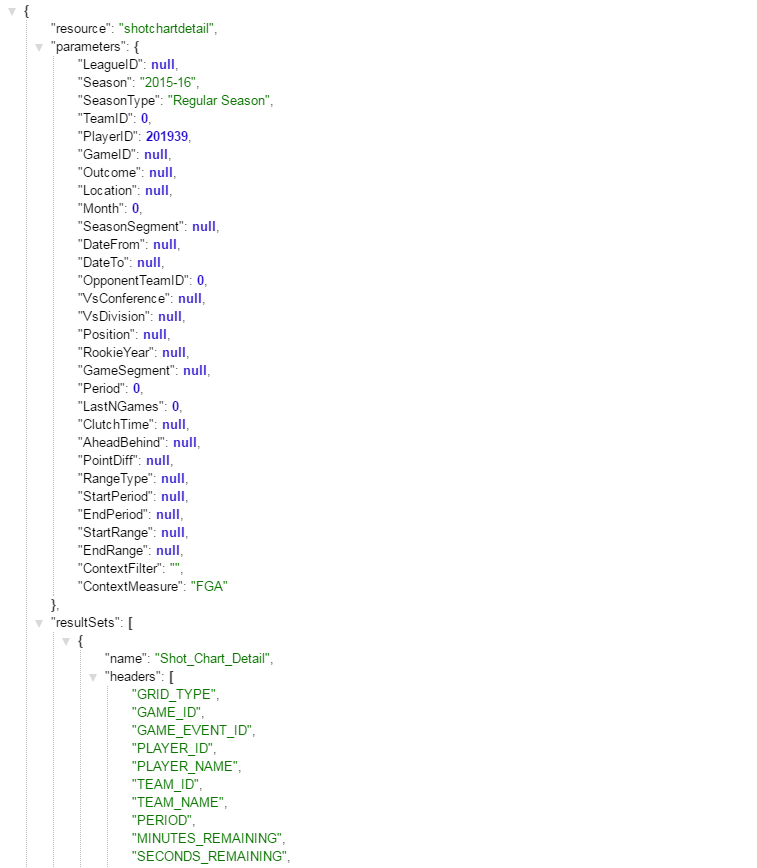 {
"resource": "shotchartdetail",
"parameters": {
"LeagueID": null,
"Season": "2015-16",
"SeasonType": "Regular Season",
"TeamID": 0,
"PlayerID": 201939,
"GameID": null,
"Outcome": null,
"Location": null,
"Month": 0,
"SeasonSegment": null,
"DateFrom": null,
"DateTo": null,
"OpponentTeamID": 0,
"VsConference": null,
"VsDivision": null,
"Position": null,
"RookieYear": null,
"GameSegment": null,
"Period": 0,
"LastNGames": 0,
"ClutchTime": null,
"AheadBehind": null,
"PointDiff": null,
"RangeType": null,
"StartPeriod": null,
"EndPeriod": null,
"StartRange": null,
"EndRange": null,
"ContextFilter": "",
"ContextMeasure": "FGA"
},
"resultSets": [
{
"name": "Shot_Chart_Detail",
"headers": [
"GRID_TYPE",
"GAME_ID",
"GAME_EVENT_ID",
"PLAYER_ID",
"PLAYER_NAME",
"TEAM_ID",
"TEAM_NAME",
"PERIOD",
"MINUTES_REMAINING",
"SECONDS_REMAINING",